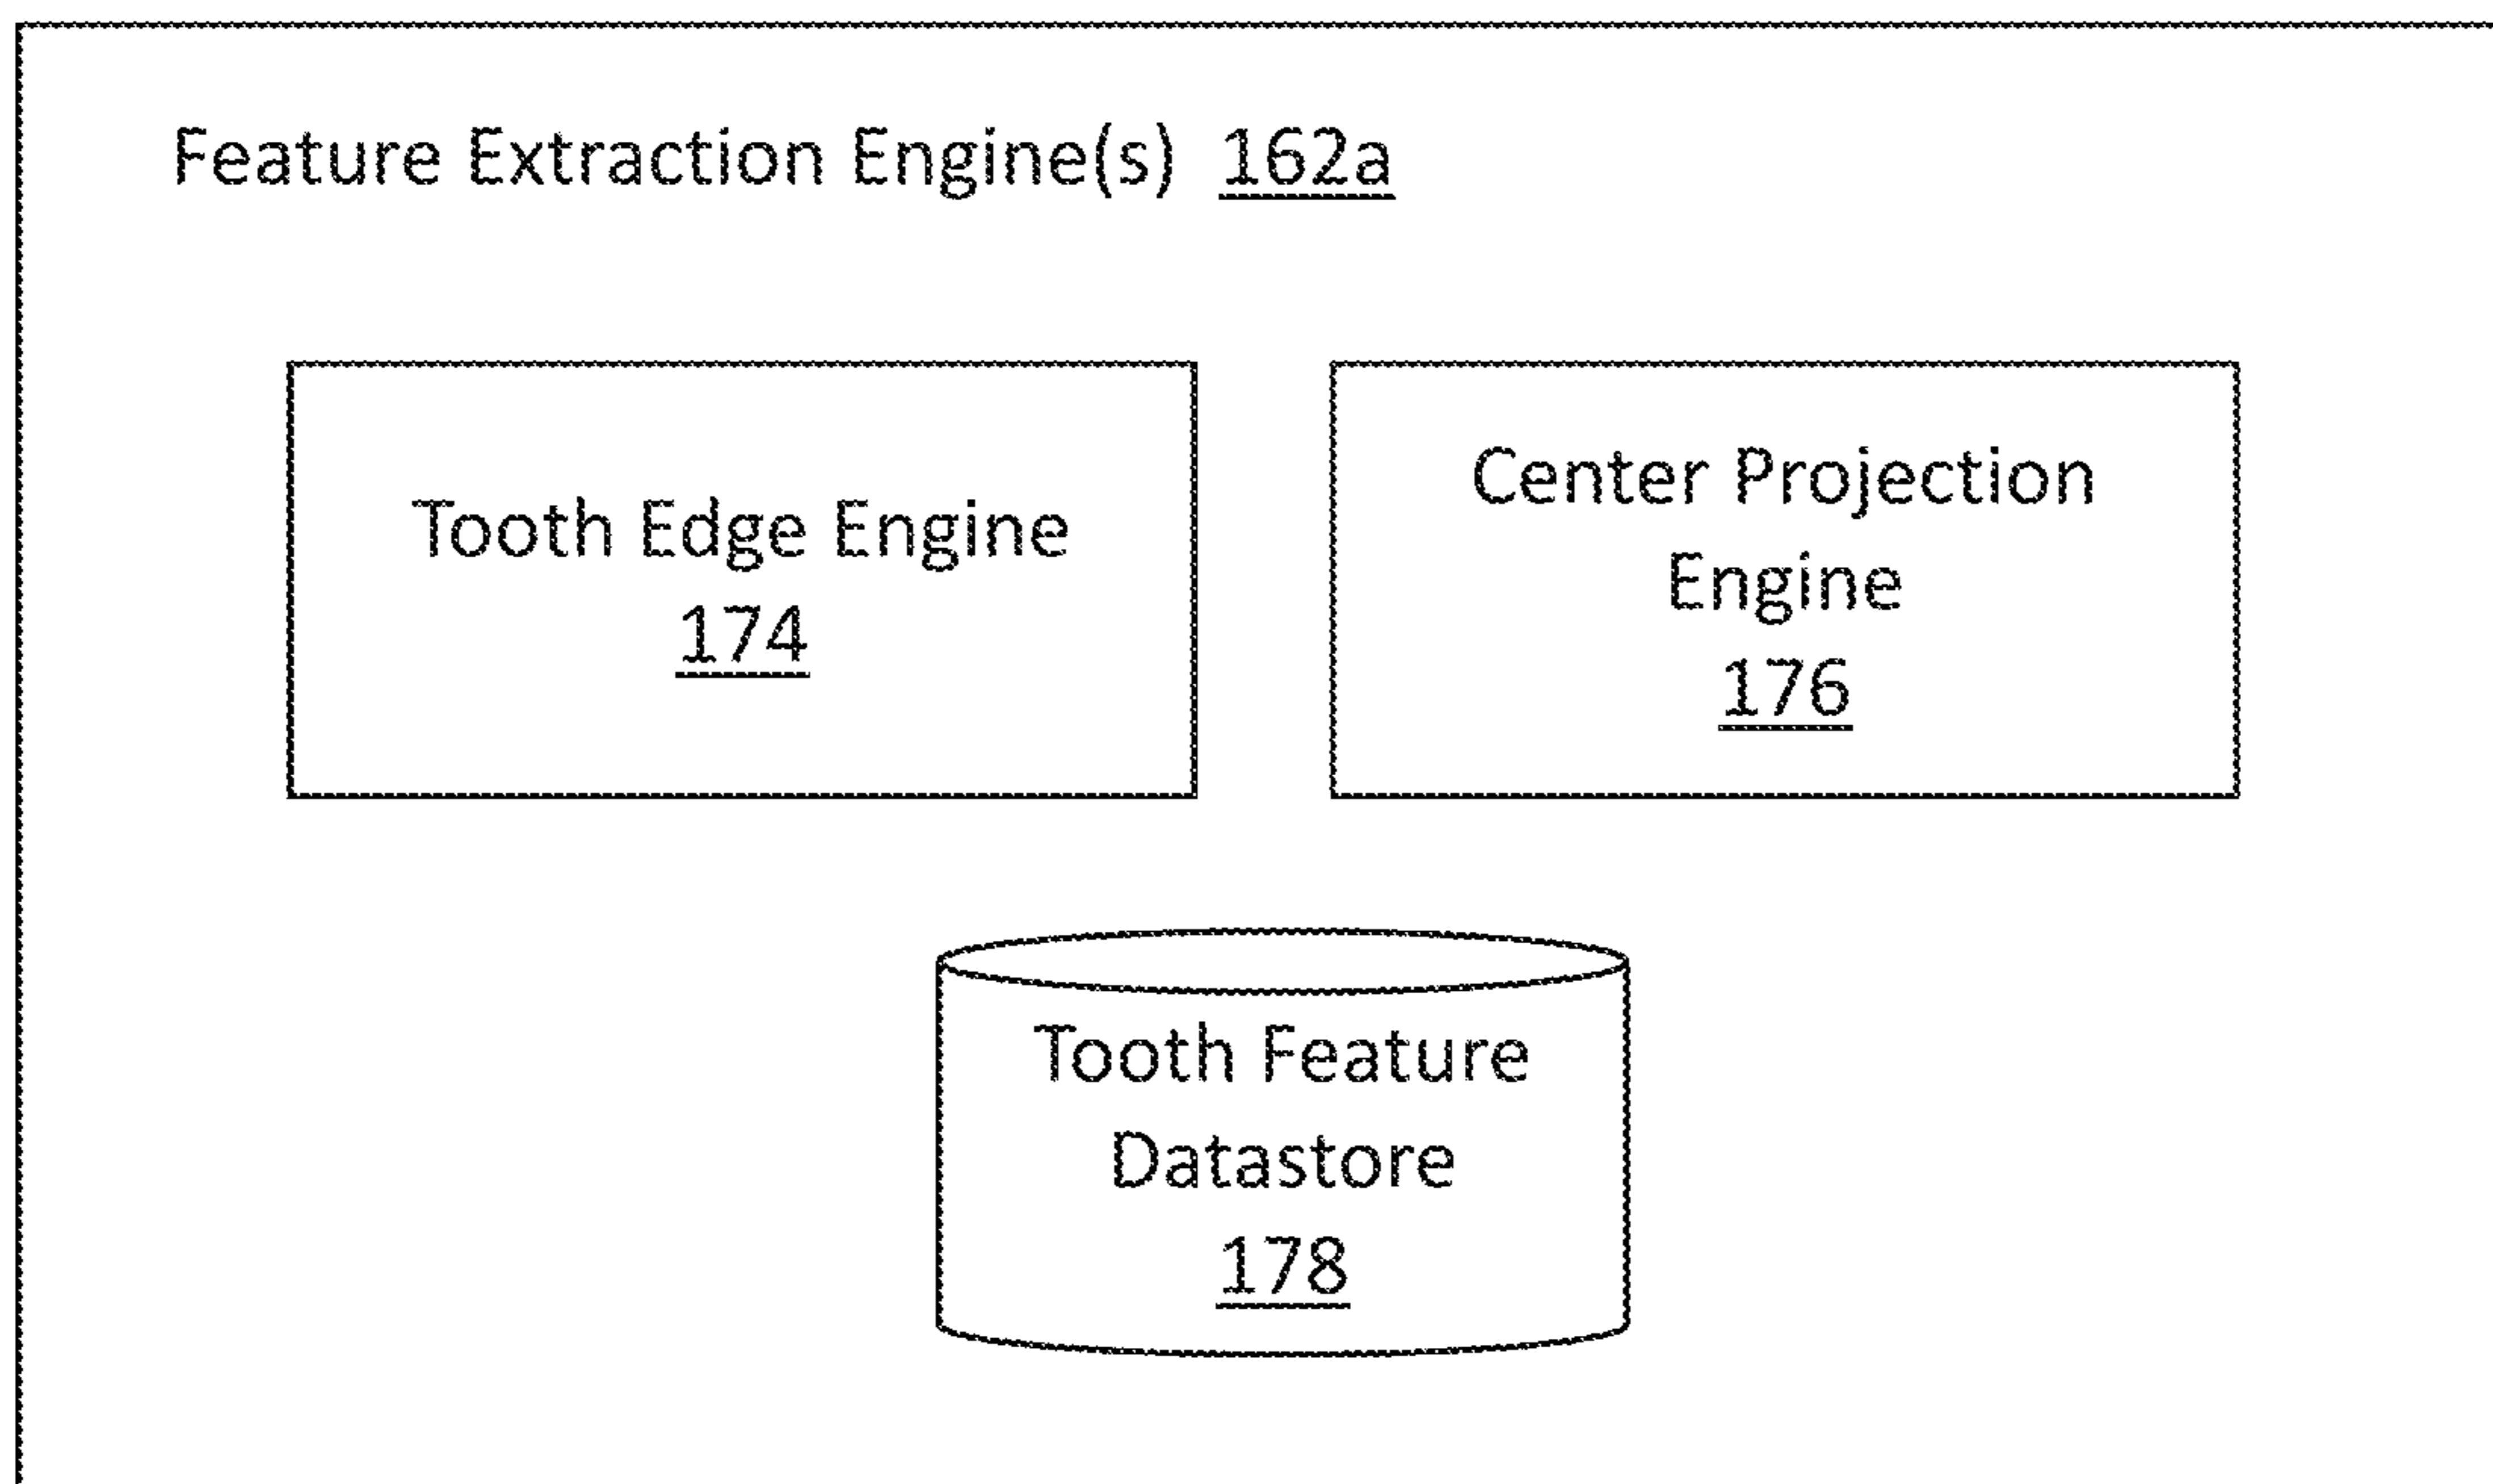 Feature Extraction Engine(s) 162a
Tooth Edge Engine
174
Center Projection
Engine
176
Tooth Feature
Datastore
178